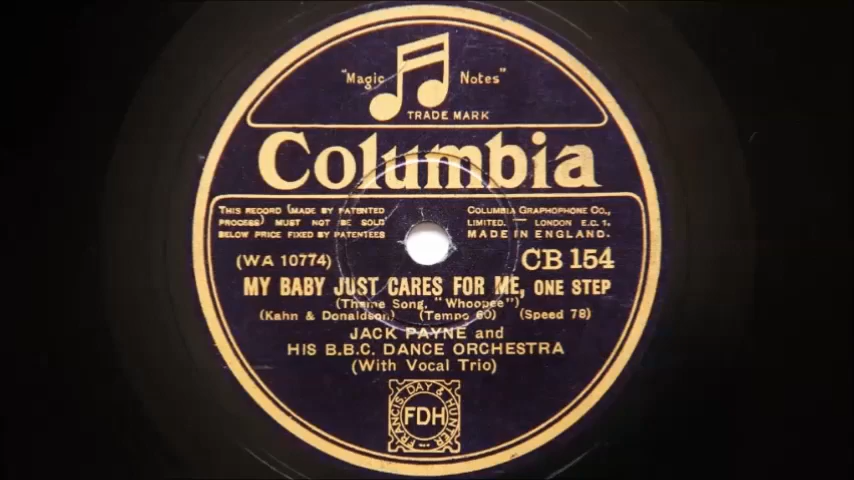 "Magic Notes"
TRADE MARK
Columbia
THIS RECORD (MADE BY PATENTED
PROCESS) MUST NOT BE SOLD
BELOW PRICE FIXED BY PATENTEES
COLUMBIA GRAPHOPHONE CO.,
LIMITED. — LONDON E.C.1.
MADE IN ENGLAND.
(WA 10774)
CB 154
MY BABY JUST CARES FOR ME, ONE STEP
(Theme Song, "Whoopee")
(Kahn & Donaldson) (Tempo 60) (Speed 78)
JACK PAYNE and
HIS B.B.C. DANCE ORCHESTRA
(With Vocal Trio)
FRANCIS, DAY & HUNTER
FDH